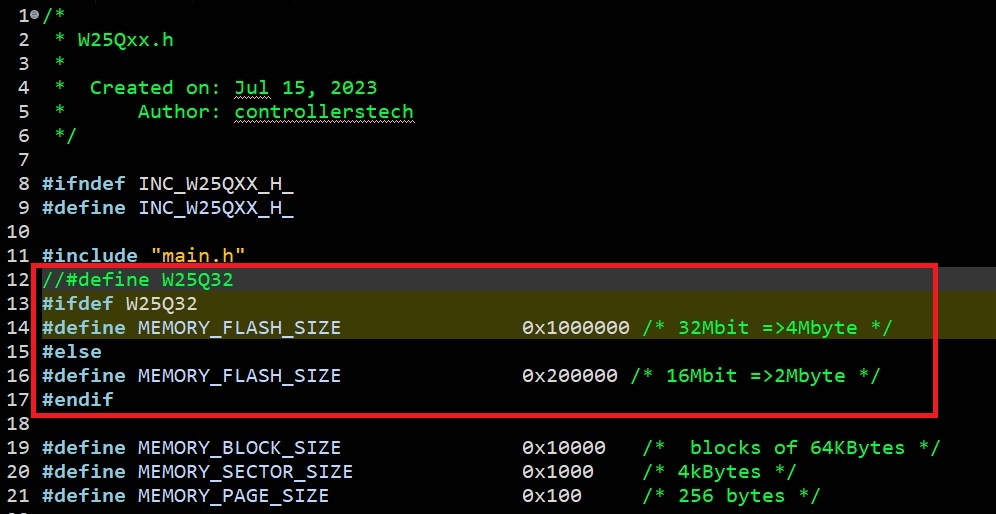 1 /*
2  * W25Qxx.h
3  *
4  *  Created on: Jul 15, 2023
5  *      Author: controllerstech
6  */
7
8 #ifndef INC_W25QXX_H_
9 #define INC_W25QXX_H_
10
11 #include "main.h"
12 //#define W25Q32
13 #ifdef W25Q32
14 #define MEMORY_FLASH_SIZE               0x1000000 /* 32Mbit =>4Mbyte */
15 #else
16 #define MEMORY_FLASH_SIZE               0x200000 /* 16Mbit =>2Mbyte */
17 #endif
18
19 #define MEMORY_BLOCK_SIZE               0x10000   /*  blocks of 64KBytes */
20 #define MEMORY_SECTOR_SIZE              0x1000    /* 4kBytes */
21 #define MEMORY_PAGE_SIZE                0x100     /* 256 bytes */